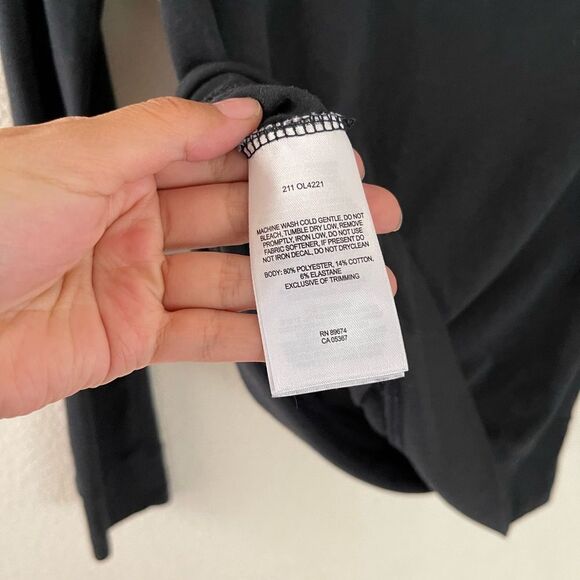 211 OL4221
MACHINE WASH COLD GENTLE, DO NOT
BLEACH, TUMBLE DRY LOW, REMOVE
PROMPTLY, IRON LOW, DO NOT USE
FABRIC SOFTENER, IF PRESENT DO
NOT IRON DECAL, DO NOT DRYCLEAN
BODY: 80% POLYESTER, 14% COTTON,
6% ELASTANE
EXCLUSIVE OF TRIMMING
RN 89674
CA 05367